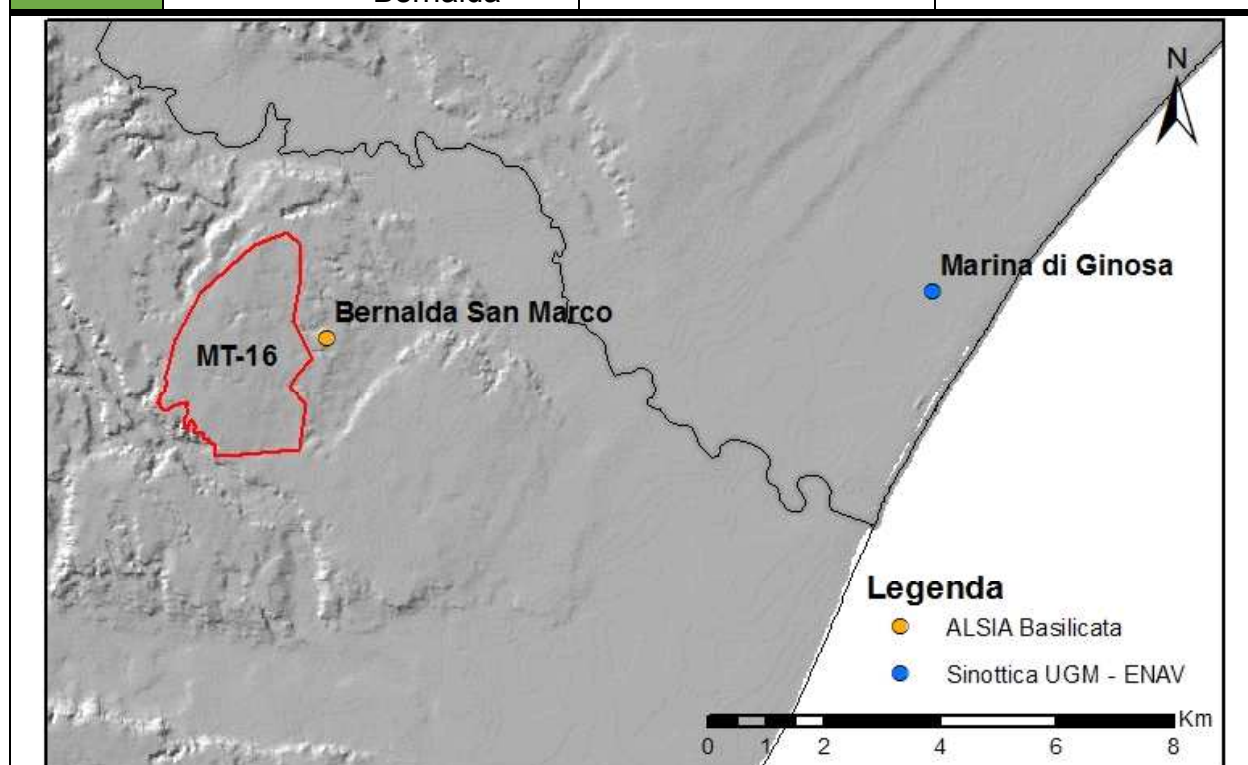 Bernalda
N
Marina di Ginosa
Bernalda San Marco
MT-16
Legenda
ALSIA Basilicata
Sinottica UGM - ENAV
Km
0 1 2 4 6 8